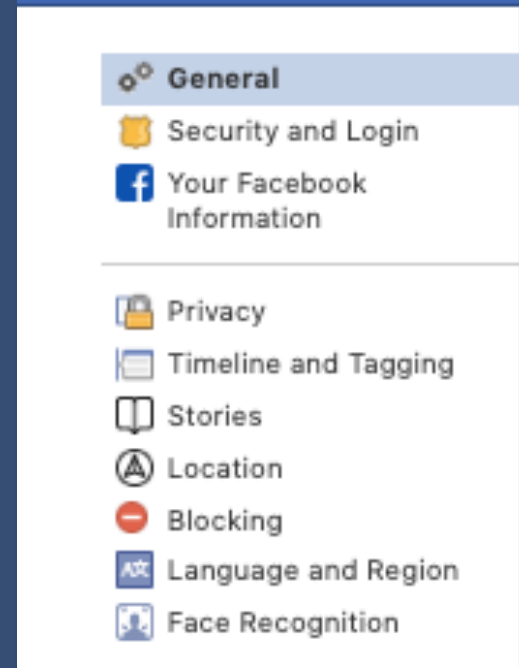 General
Security and Login
Your Facebook
Information
Privacy
Timeline and Tagging
Stories
Location
Blocking
Language and Region
Face Recognition